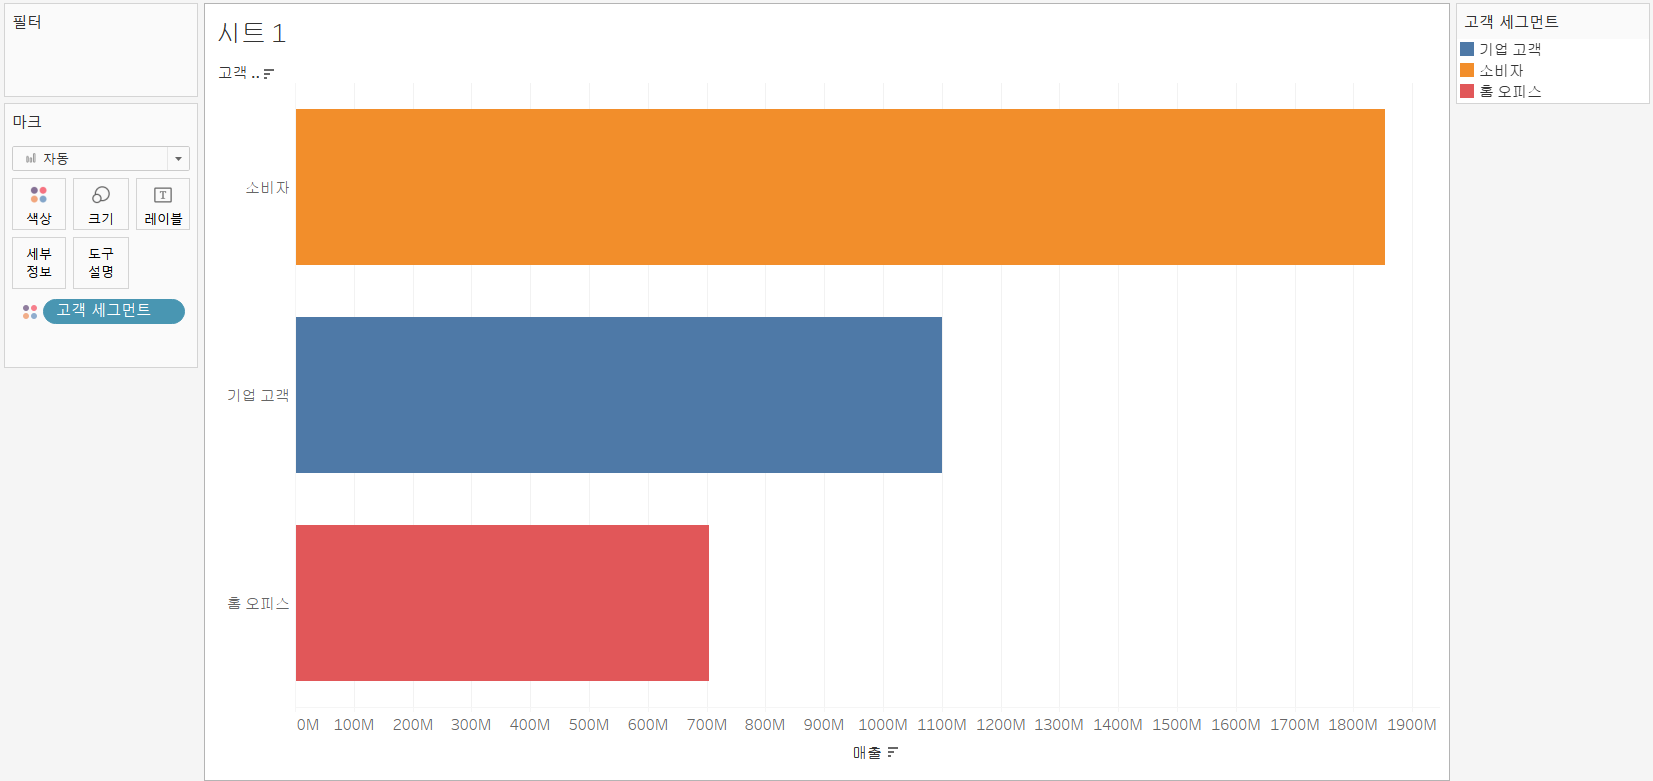 필터
마크
자동
색상
크기
레이블
세부
정보
도구
설명
고객 세그먼트
시트 1
고객 ..
소비자
기업 고객
홈 오피스
0M 100M 200M 300M 400M 500M 600M 700M 800M 900M 1000M 1100M 1200M 1300M 1400M 1500M 1600M 1700M 1800M 1900M
매출
고객 세그먼트
기업 고객
소비자
홈 오피스